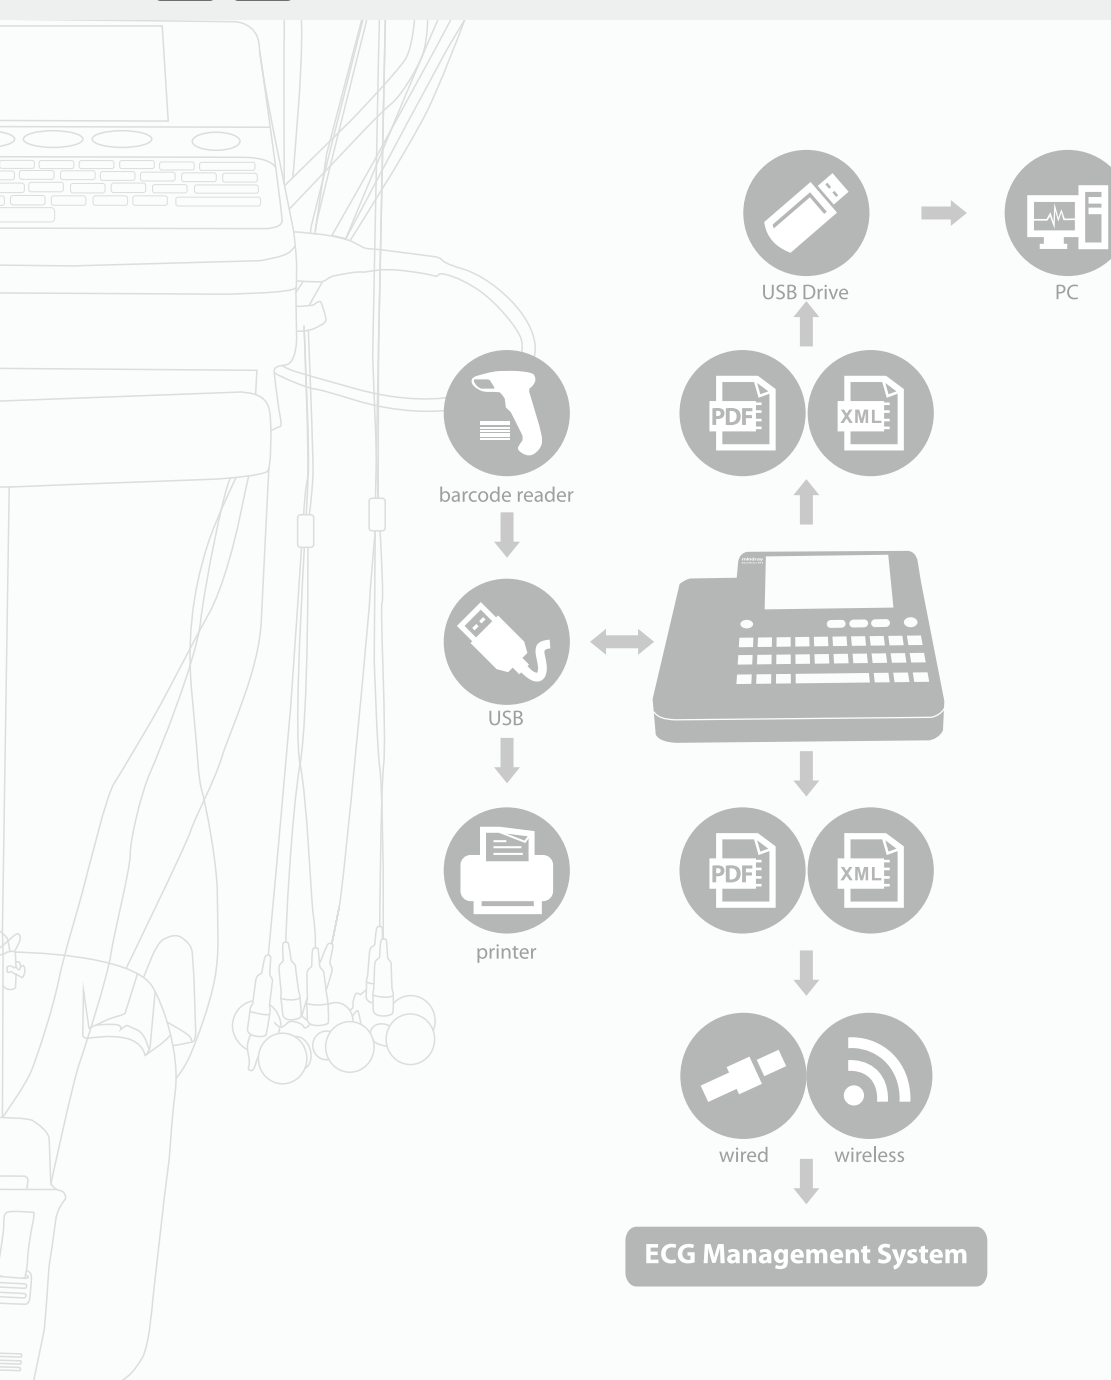 USB Drive
PC
PDF
XML
barcode reader
USB
PDF
XML
printer
wired
wireless
ECG Management System